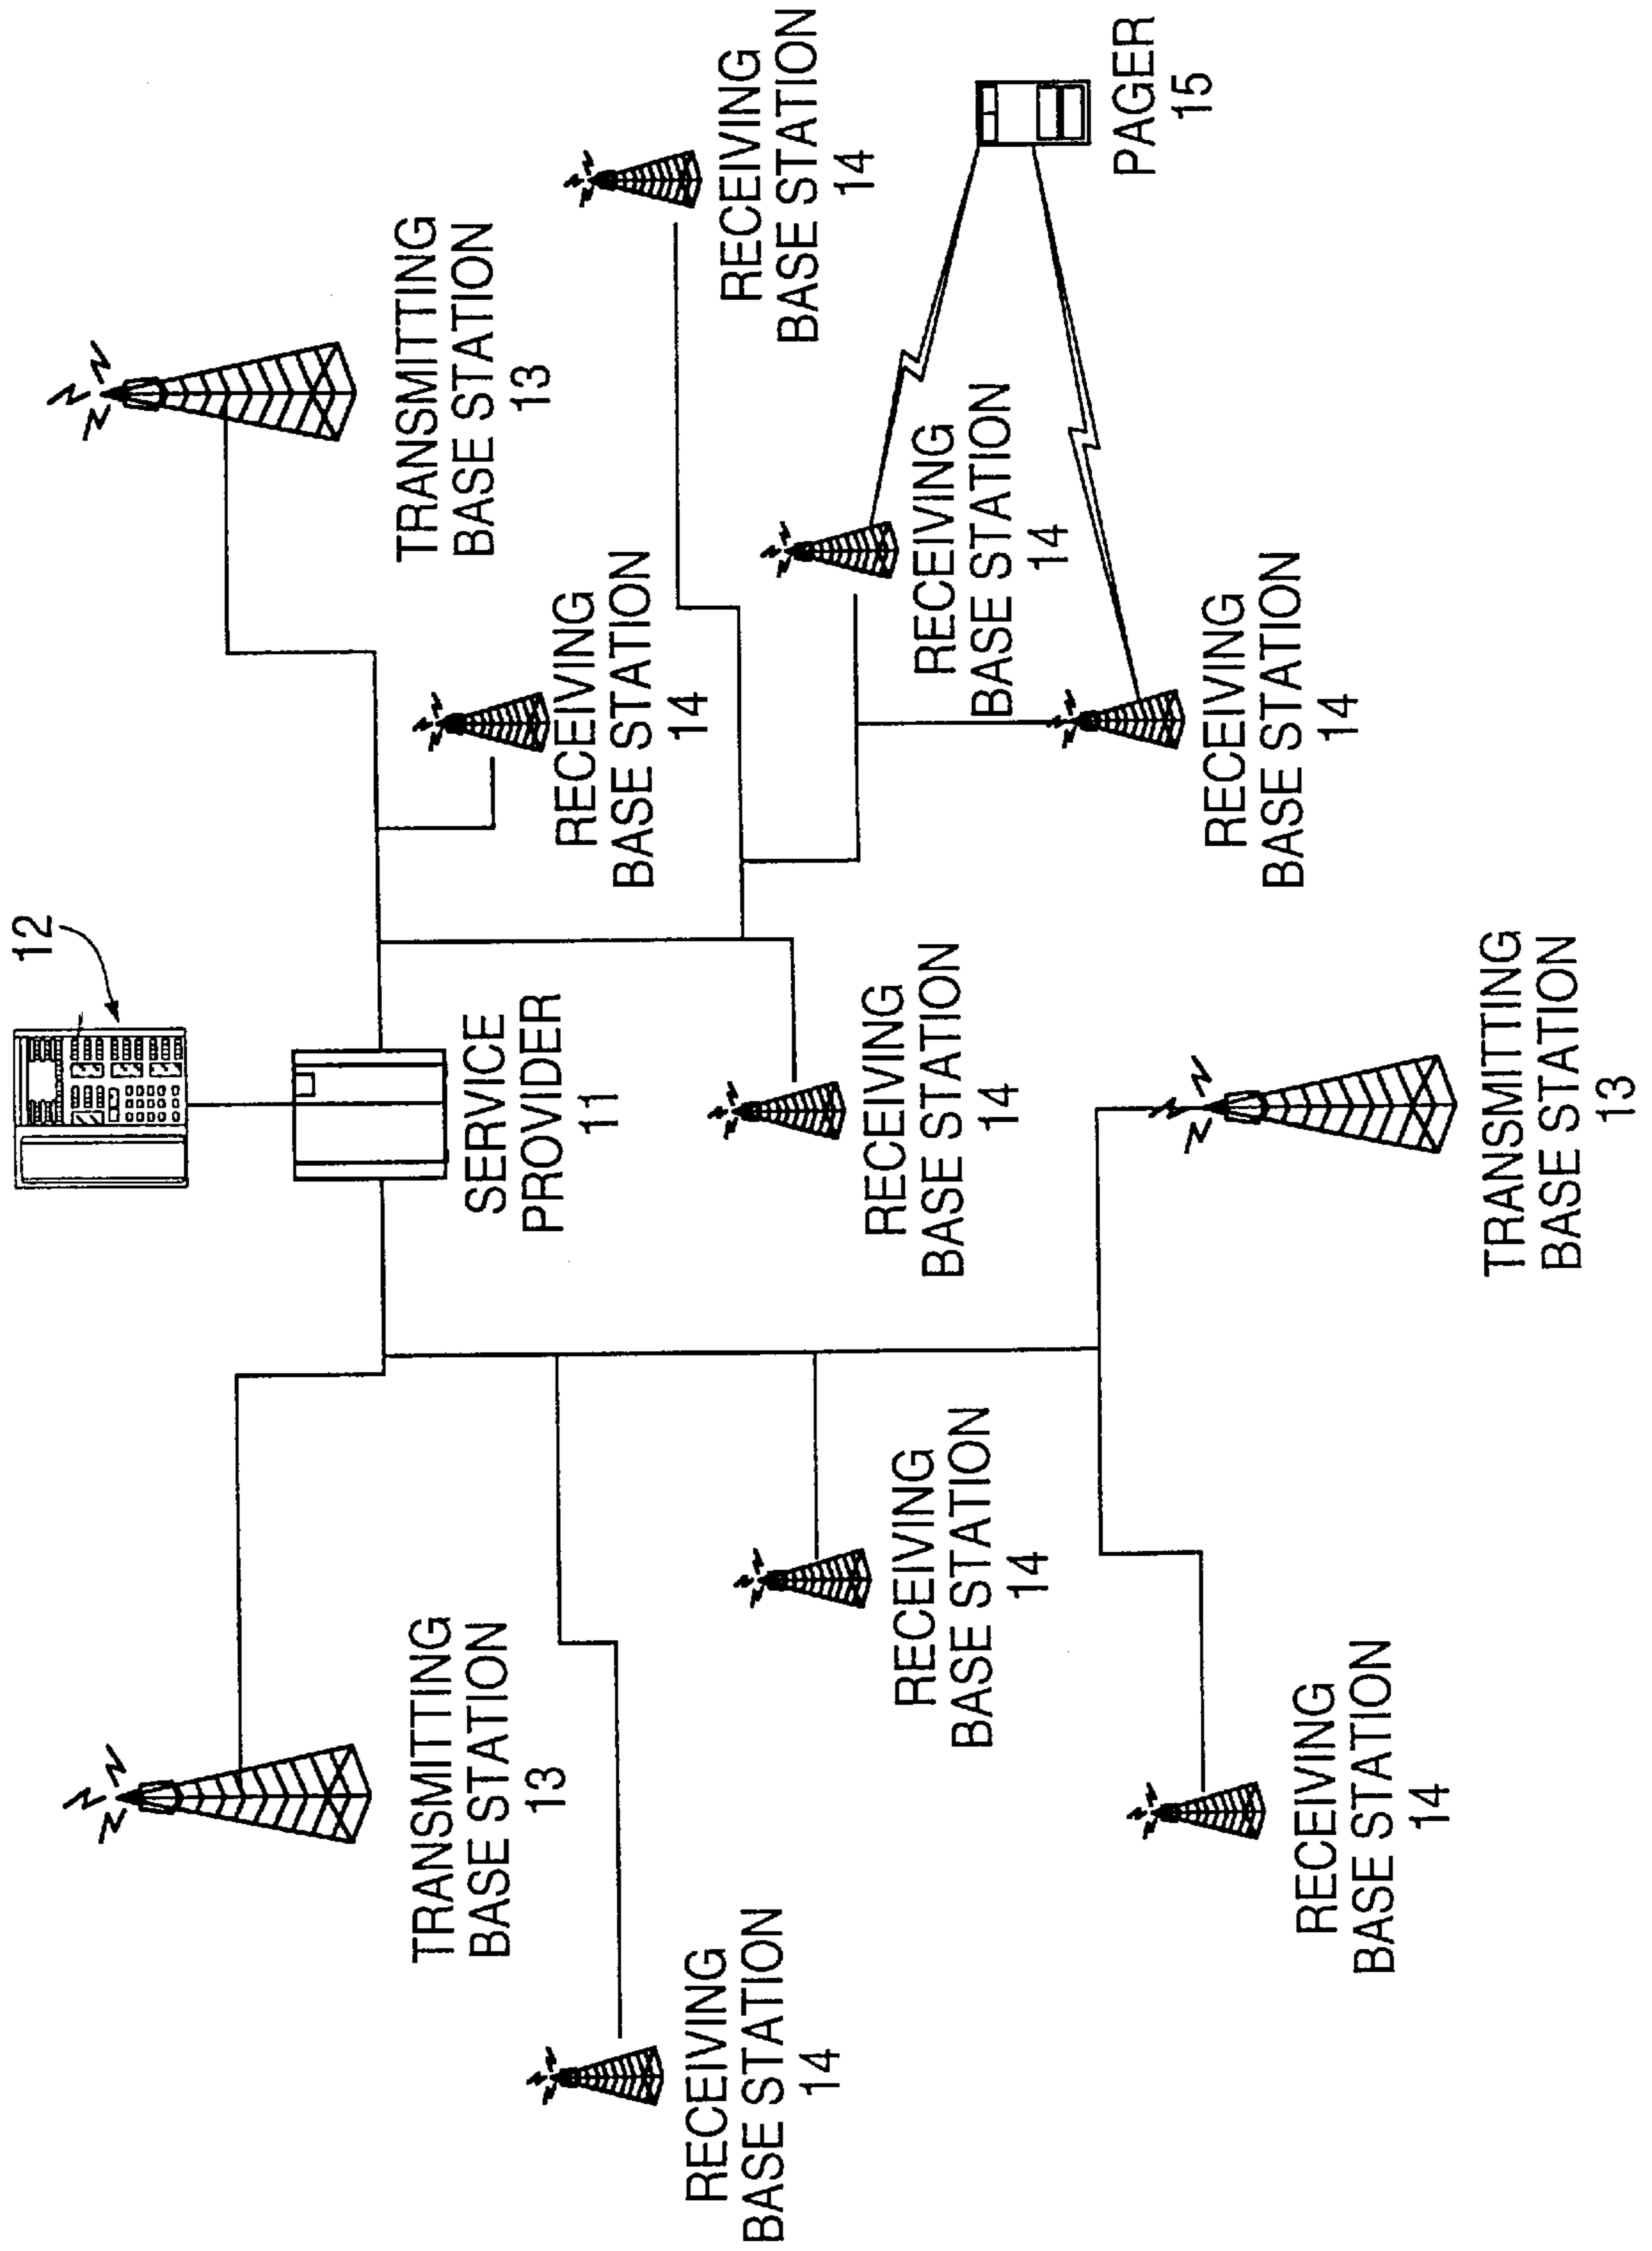 12
SERVICE
PROVIDER
11
TRANSMITTING
BASE STATION
13
TRANSMITTING
BASE STATION
13
RECEIVING
BASE STATION
14
RECEIVING
BASE STATION
14
RECEIVING
BASE STATION
14
RECEIVING
BASE STATION
14
RECEIVING
BASE STATION
14
RECEIVING
BASE STATION
14
PAGER
15
RECEIVING
BASE STATION
14
RECEIVING
BASE STATION
14
TRANSMITTING
BASE STATION
13